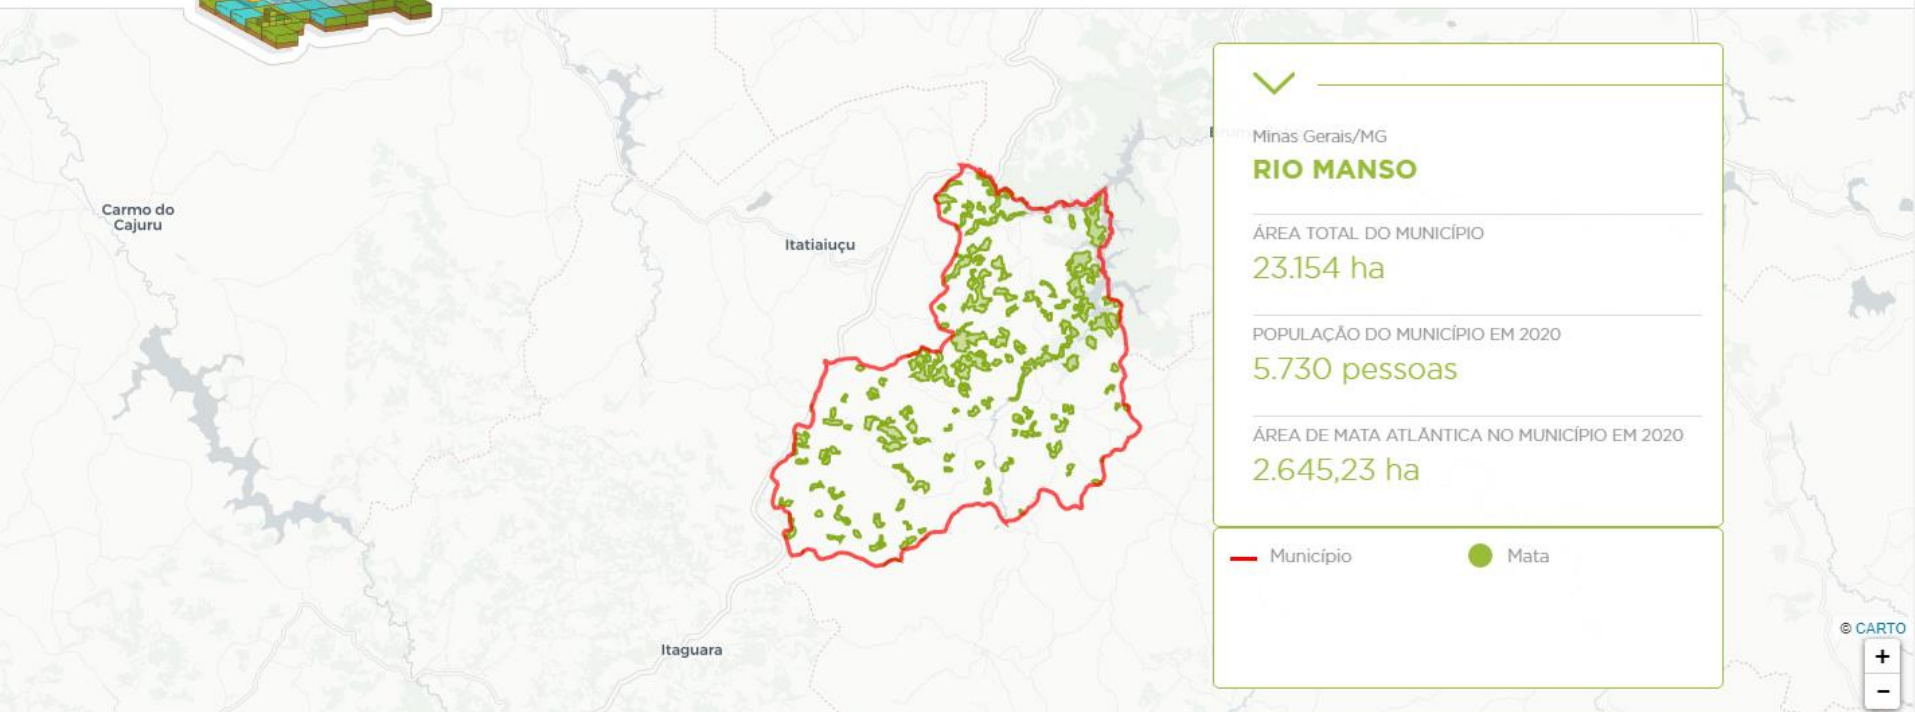 Minas Gerais/MG
RIO MANSO
ÁREA TOTAL DO MUNICÍPIO
23.154 ha
POPULAÇÃO DO MUNICÍPIO EM 2020
5.730 pessoas
ÁREA DE MATA ATLÂNTICA NO MUNICÍPIO EM 2020
2.645,23 ha
Município
Mata
Carmo do
Cajuru
Itatiaiuçu
Itaguara
© CARTO
+
−